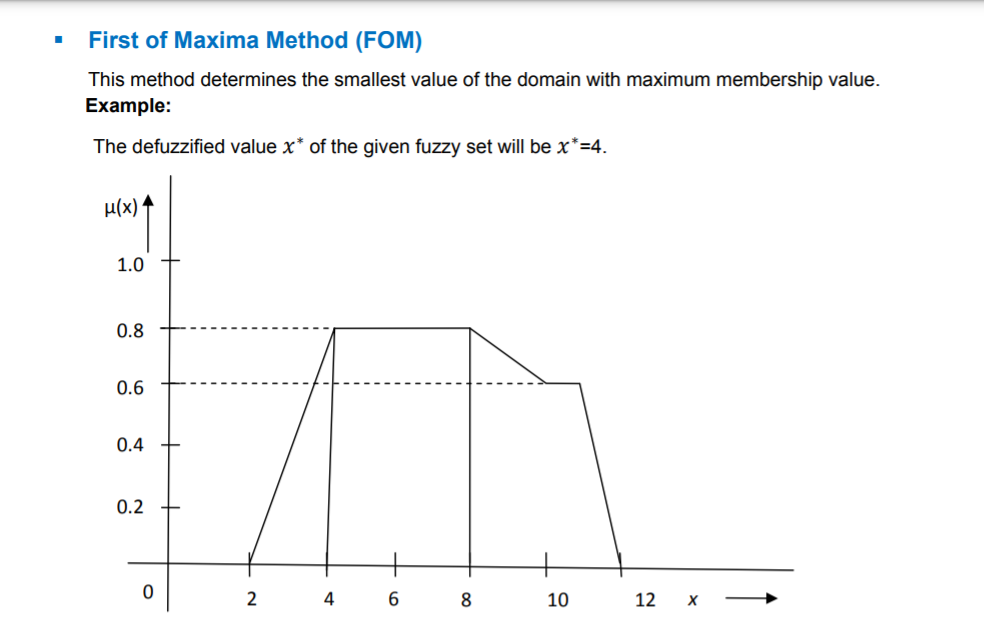 ▪ First of Maxima Method (FOM)
This method determines the smallest value of the domain with maximum membership value.
Example:
The defuzzified value x* of the given fuzzy set will be x*=4.
μ(x)
1.0
0.8
0.6
0.4
0.2
0 2 4 6 8 10 12 x